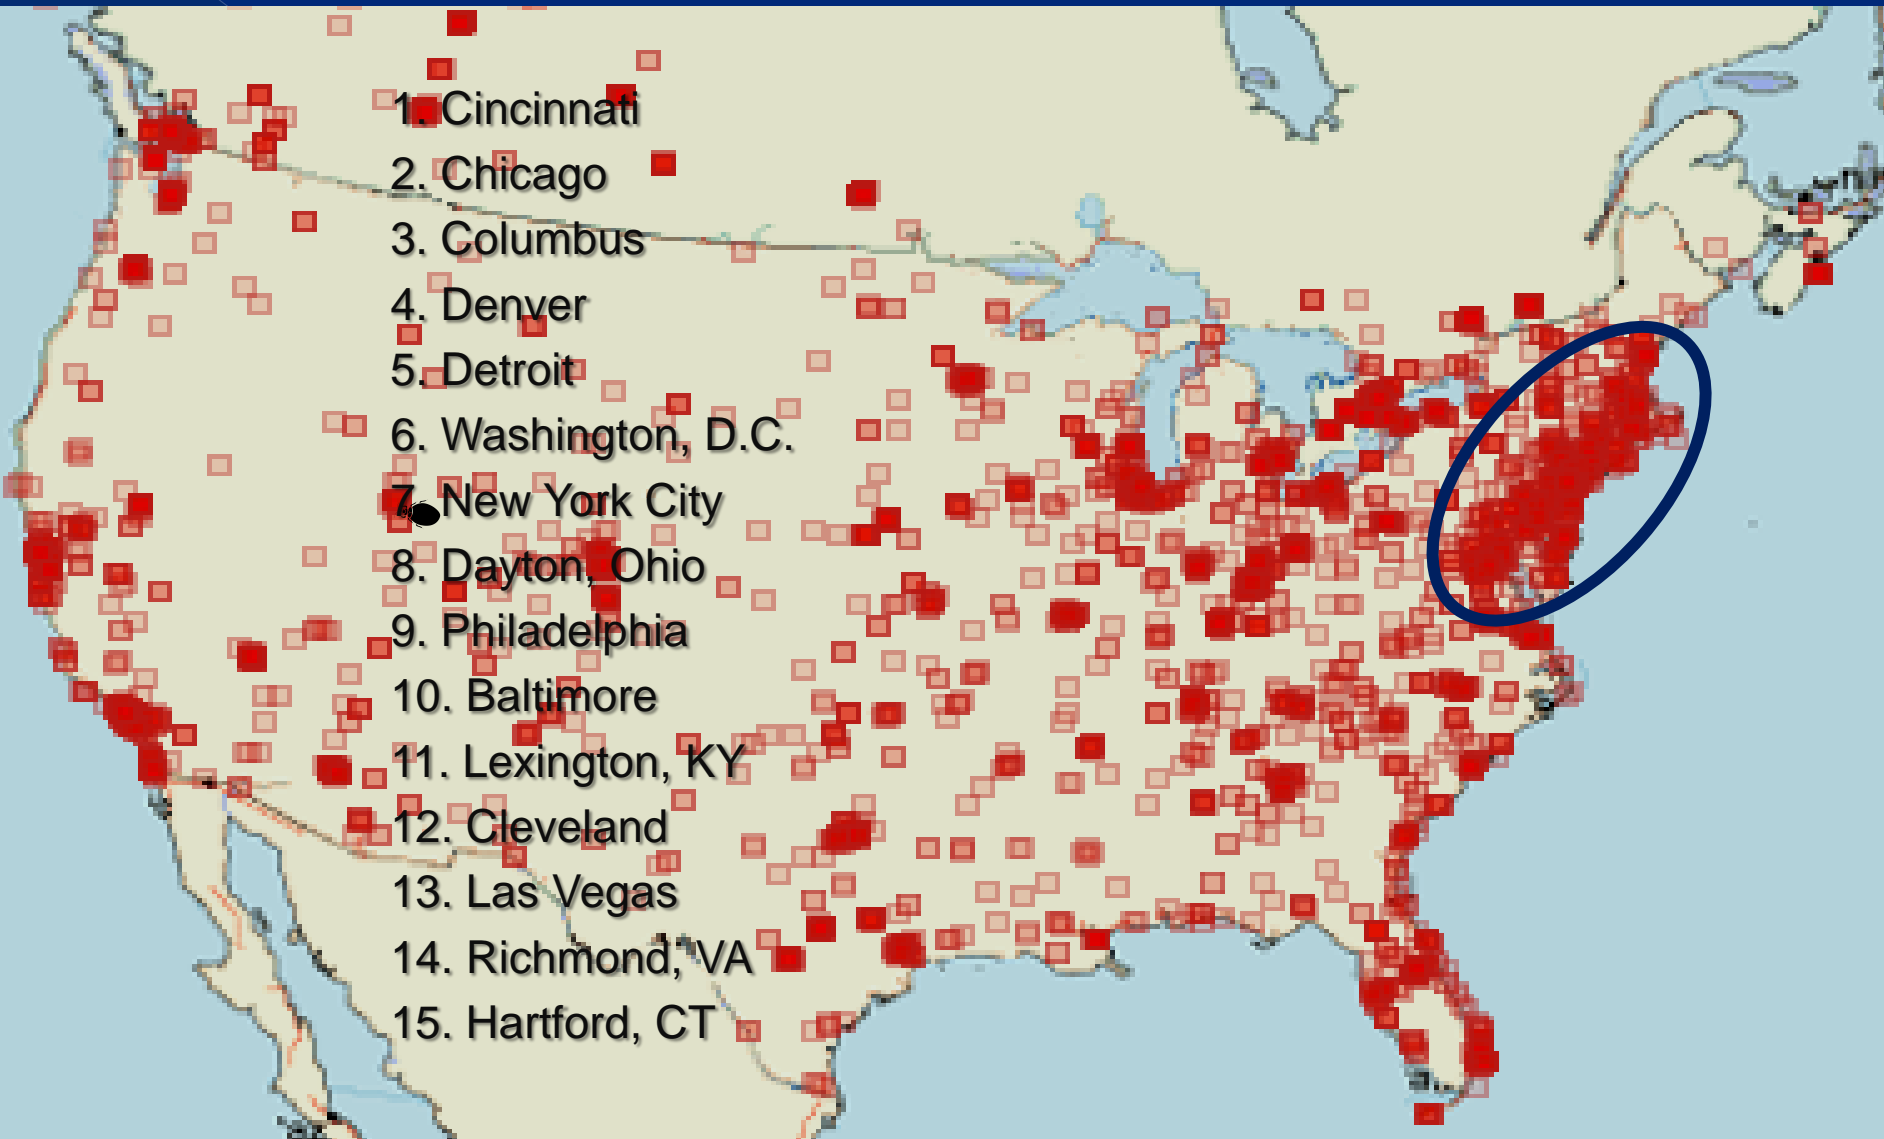 1. Cincinnati
2. Chicago
3. Columbus
4. Denver
5. Detroit
6. Washington, D.C.
7. New York City
8. Dayton, Ohio
9. Philadelphia
10. Baltimore
11. Lexington, KY
12. Cleveland
13. Las Vegas
14. Richmond, VA
15. Hartford, CT